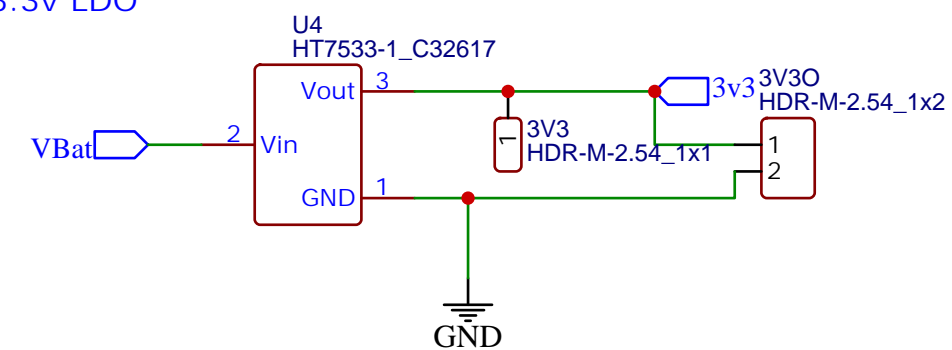 3.3V LDO
U4
HT7533-1_C32617
Vout
3
3v3
3V3O
HDR-M-2.54_1x2
VBat
2
Vin
1
3V3
HDR-M-2.54_1x1
1
2
GND
1
GND